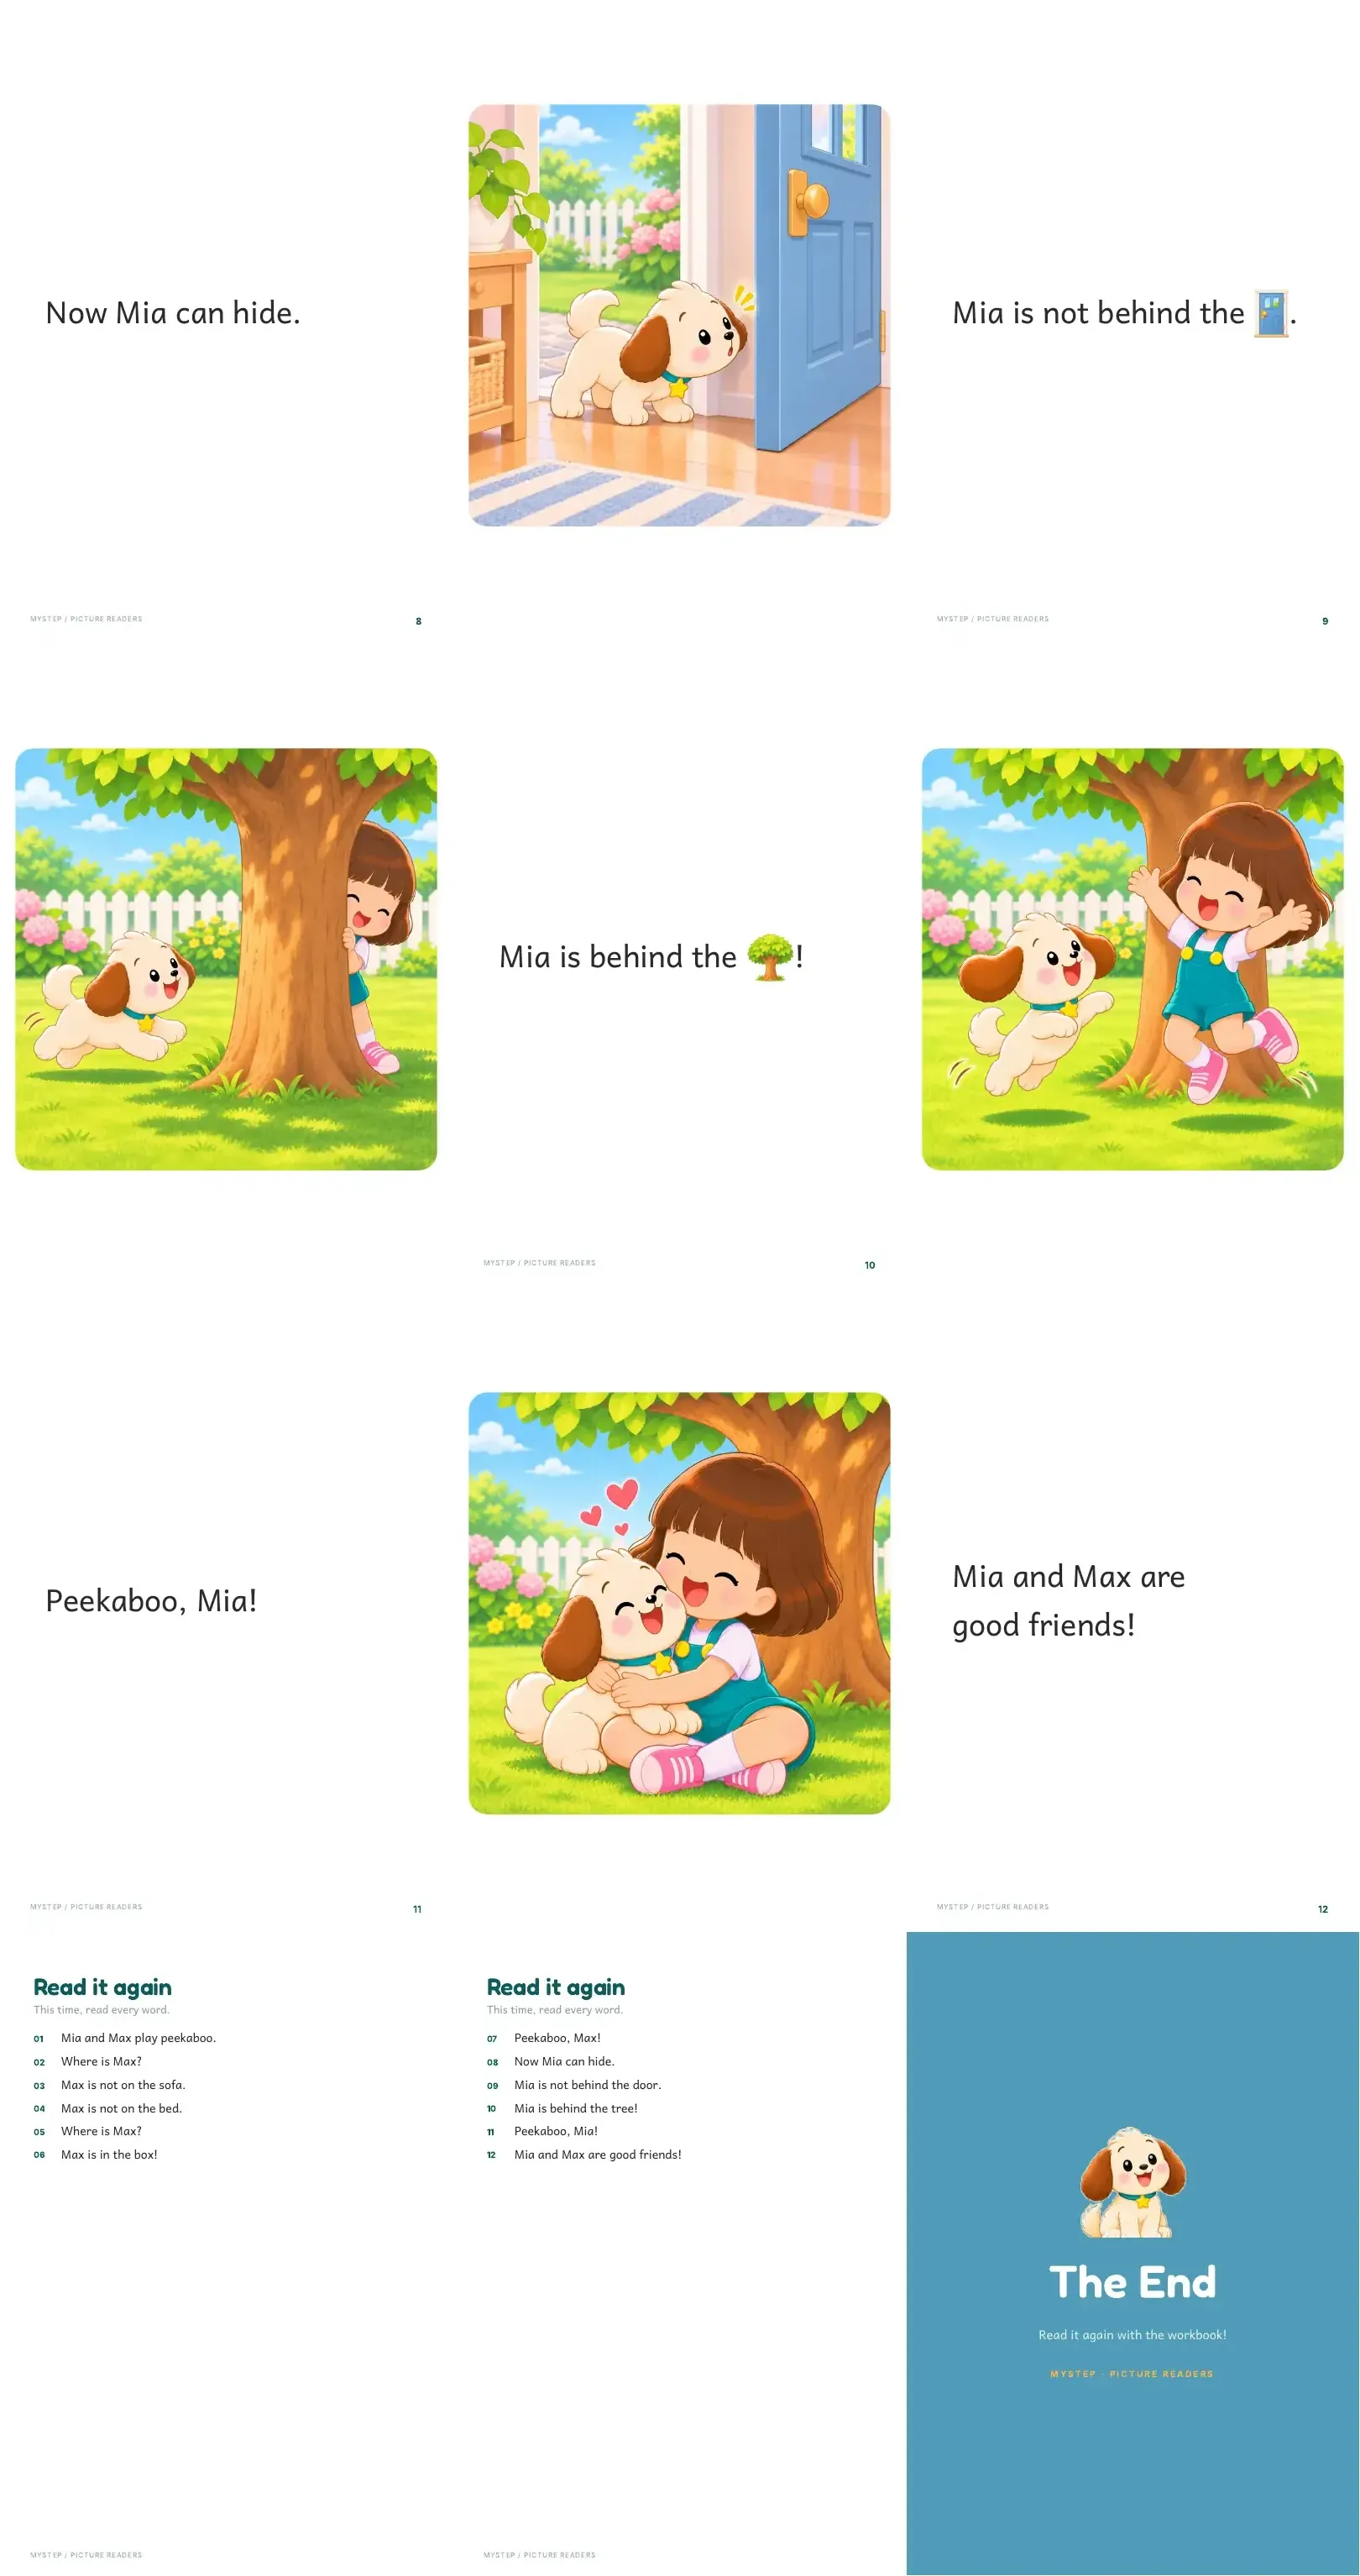 Now Mia can hide.
MYSTEP / PICTURE READERS
8
Mia is not behind the .
MYSTEP / PICTURE READERS
9
Mia is behind the !
MYSTEP / PICTURE READERS
10
Peekaboo, Mia!
MYSTEP / PICTURE READERS
11
Mia and Max are
good friends!
MYSTEP / PICTURE READERS
12
Read it again
This time, read every word.
01 Mia and Max play peekaboo.
02 Where is Max?
03 Max is not on the sofa.
04 Max is not on the bed.
05 Where is Max?
06 Max is in the box!
MYSTEP / PICTURE READERS
Read it again
This time, read every word.
07 Peekaboo, Max!
08 Now Mia can hide.
09 Mia is not behind the door.
10 Mia is behind the tree!
11 Peekaboo, Mia!
12 Mia and Max are good friends!
MYSTEP / PICTURE READERS
The End
Read it again with the workbook!
MYSTEP · PICTURE READERS